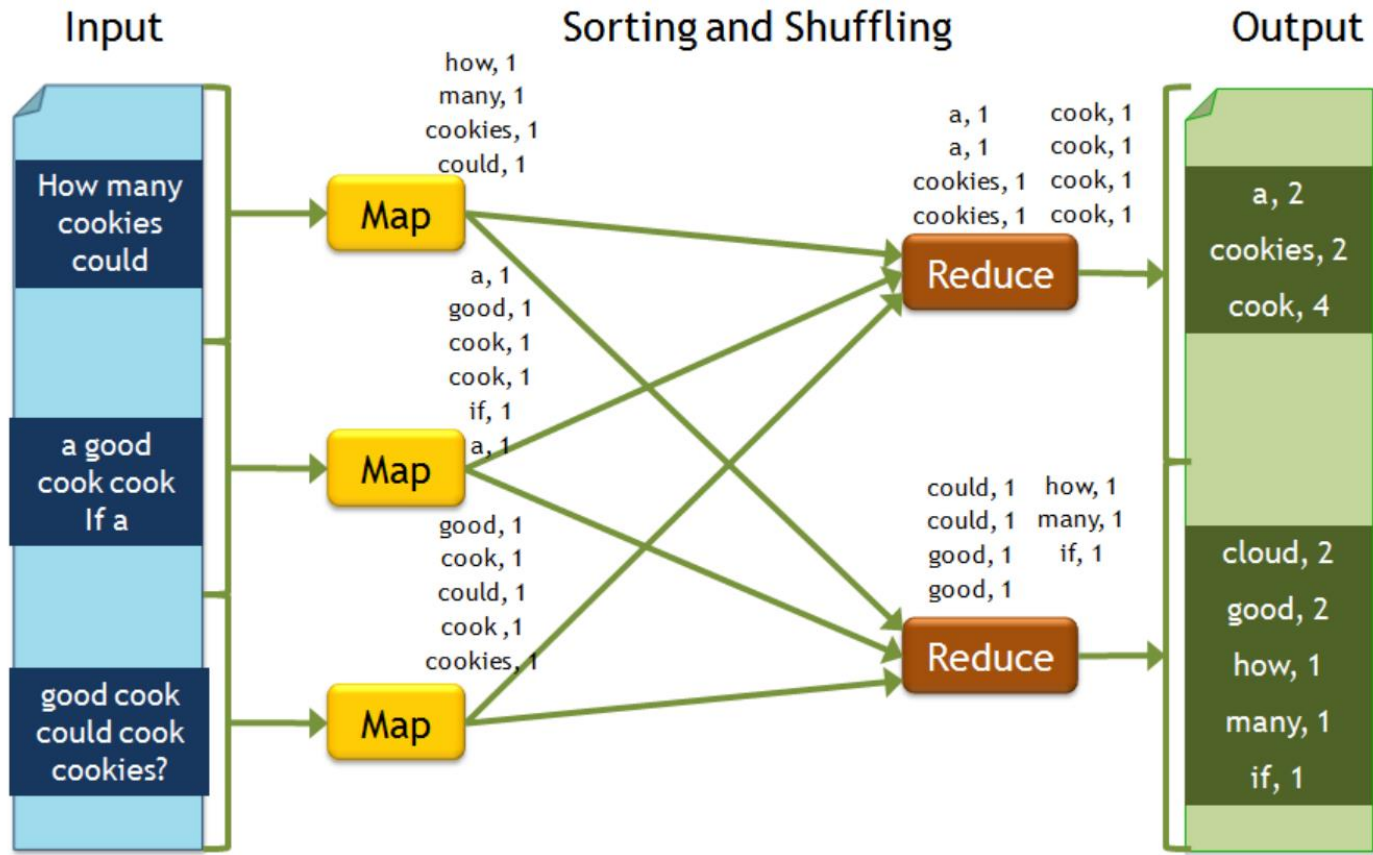 Input
Sorting and Shuffling
Output
How many
cookies
could
a good
cook cook
If a
good cook
could cook
cookies?
how, 1
many, 1
cookies, 1
could, 1
Map
a, 1
good, 1
cook, 1
cook, 1
if, 1
a, 1
Map
good, 1
cook, 1
could, 1
cook ,1
cookies, 1
Map
a, 1
a, 1
cookies, 1
cookies, 1
cook, 1
cook, 1
cook, 1
cook, 1
Reduce
could, 1
could, 1
good, 1
good, 1
how, 1
many, 1
if, 1
Reduce
a, 2
cookies, 2
cook, 4
cloud, 2
good, 2
how, 1
many, 1
if, 1